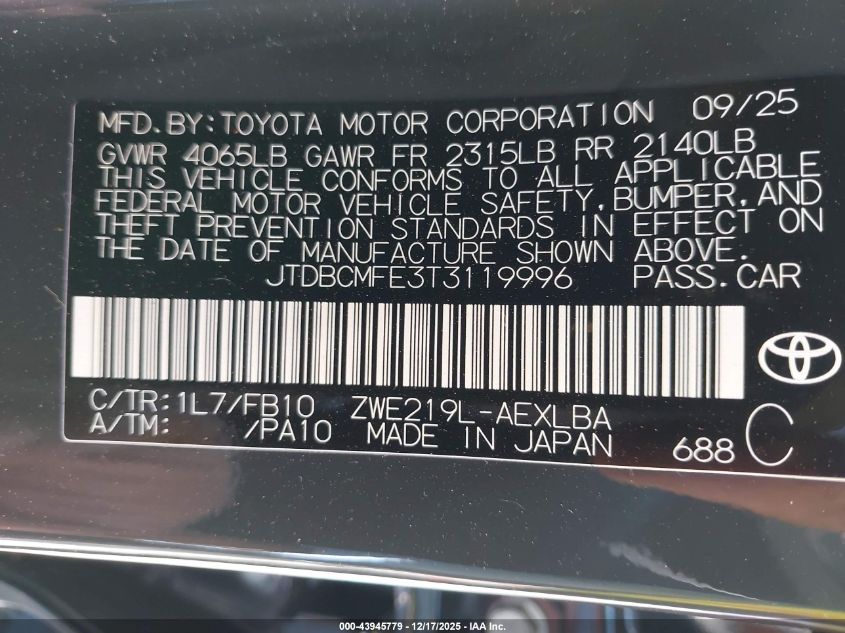 MFD.BY:TOYOTA MOTOR CORPORATION 09/25
GVWR 4065LB GAWR FR 2315LB RR 2140LB
THIS VEHICLE CONFORMS TO ALL APPLICABLE
FEDERAL MOTOR VEHICLE SAFETY,BUMPER,AND
THEFT PREVENTION STANDARDS IN EFFECT ON
THE DATE OF MANUFACTURE SHOWN ABOVE.
JTDBCMFE3T3119996 PASS.CAR
C/TR:1L7/FB10 ZWE219L-AEXLBA
A/TM: /PA10 MADE IN JAPAN 688 C
000-43945779 - 12/17/2025 - IAA Inc.